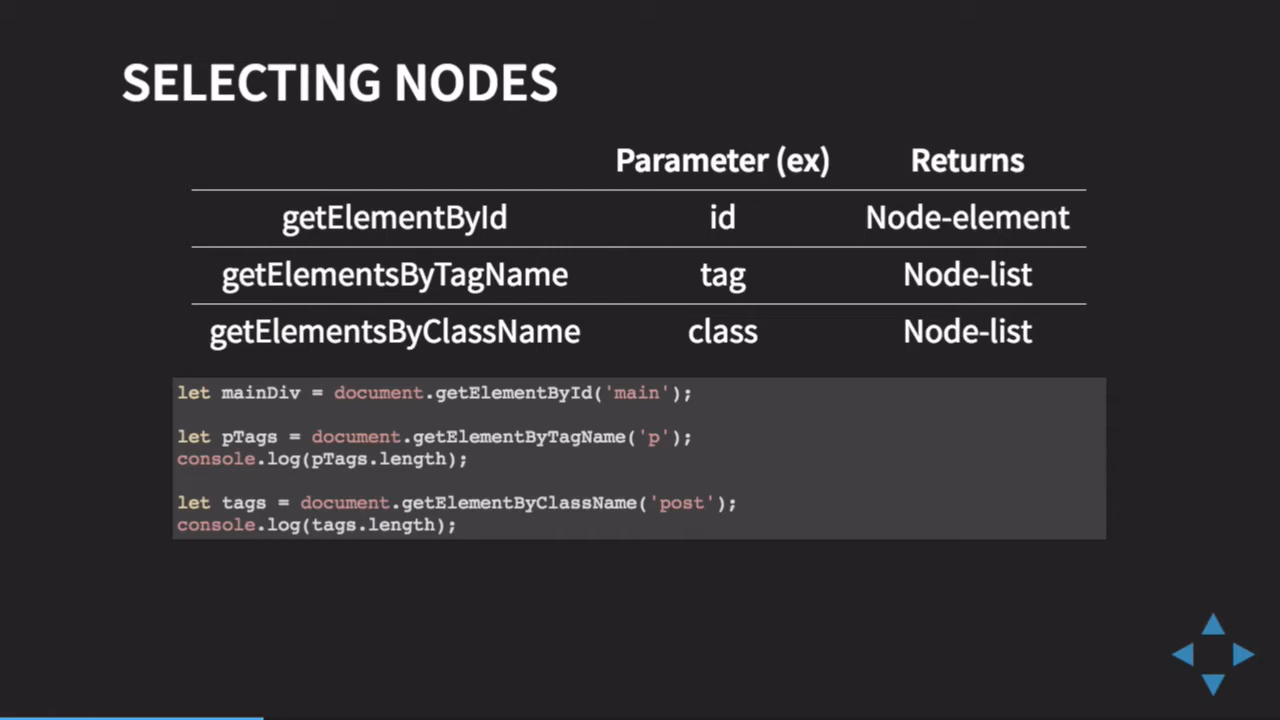 SELECTING NODES
Parameter (ex) Returns
getElementById id Node-element
getElementsByTagName tag Node-list
getElementsByClassName class Node-list
let mainDiv = document.getElementById('main');
let pTags = document.getElementByTagName('p');
console.log(pTags.length);
let tags = document.getElementByClassName('post');
console.log(tags.length);